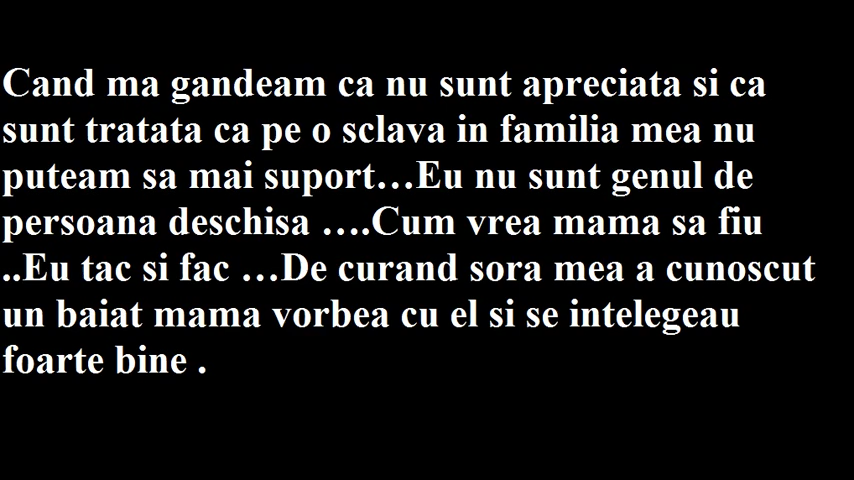 Cand ma gandeam ca nu sunt apreciata si ca
sunt tratata ca pe o sclava in familia mea nu
puteam sa mai suport…Eu nu sunt genul de
persoana deschisa ….Cum vrea mama sa fiu
..Eu tac si fac …De curand sora mea a cunoscut
un baiat mama vorbea cu el si se intelegeau
foarte bine .